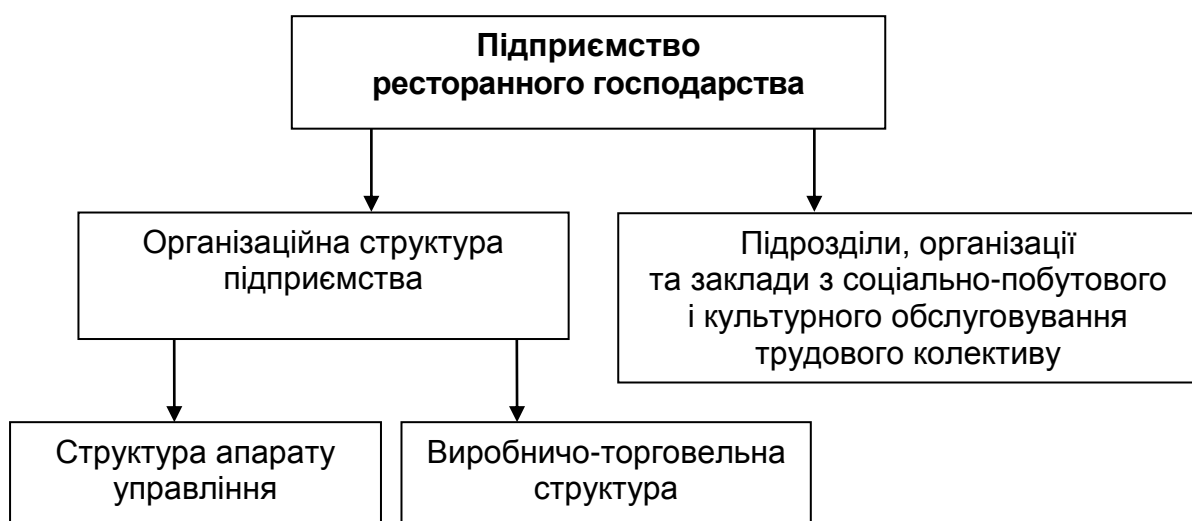 Підприємство
ресторанного господарства
Організаційна структура
підприємства
Підрозділи, організації
та заклади з соціально-побутового
і культурного обслуговування
трудового колективу
Структура апарату
управління
Виробничо-торговельна
структура